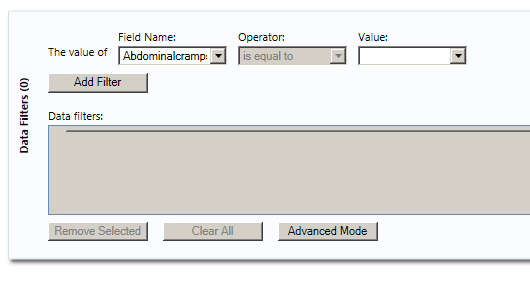 Field Name: Operator: Value:
The value of Abdominalcramp: is equal to
Add Filter
Data Filters (0)
Data filters:
Remove Selected Clear All Advanced Mode